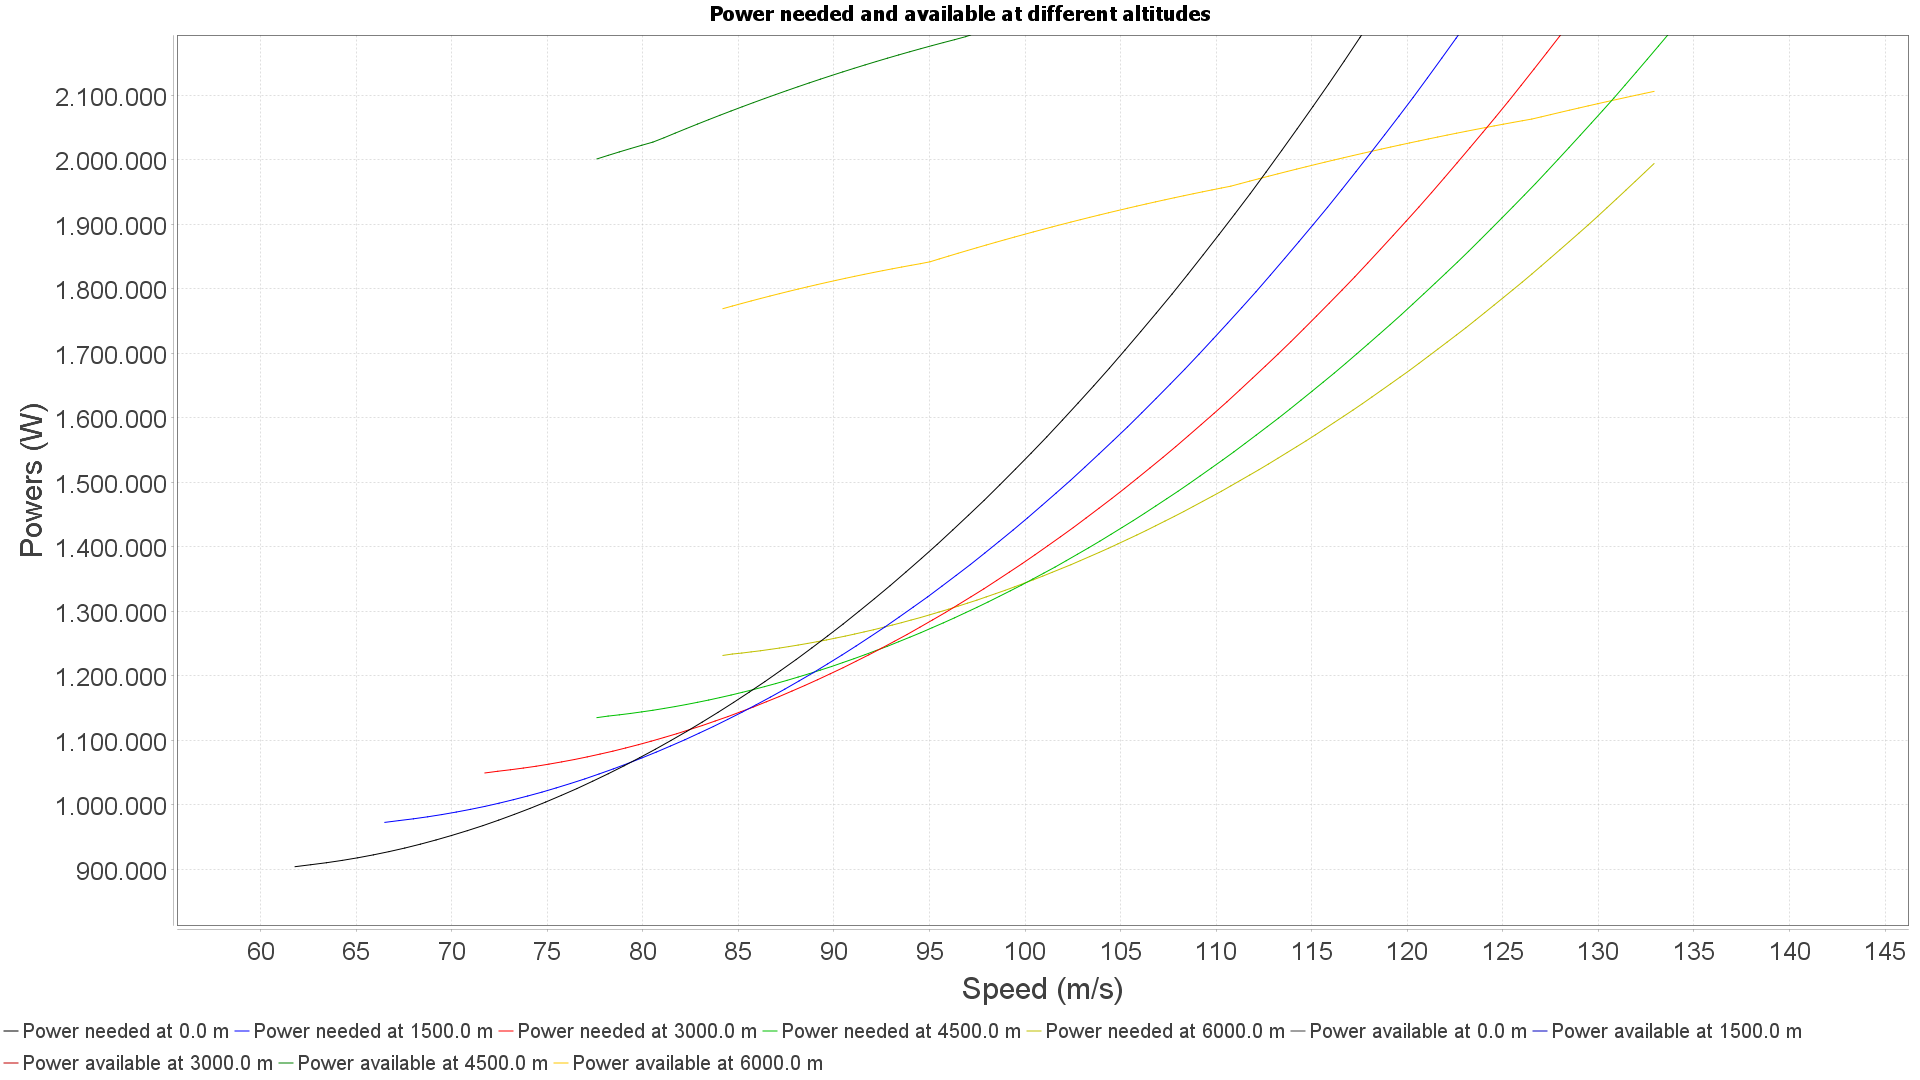 Power needed and available at different altitudes
2.100.000
2.000.000
1.900.000
1.800.000
1.700.000
1.600.000
1.500.000
1.400.000
1.300.000
1.200.000
1.100.000
1.000.000
900.000
Powers (W)
60 65 70 75 80 85 90 95 100 105 110 115 120 125 130 135 140 145
Speed (m/s)
Power needed at 0.0 m Power needed at 1500.0 m Power needed at 3000.0 m Power needed at 4500.0 m Power needed at 6000.0 m Power available at 0.0 m Power available at 1500.0 m
Power available at 3000.0 m Power available at 4500.0 m Power available at 6000.0 m